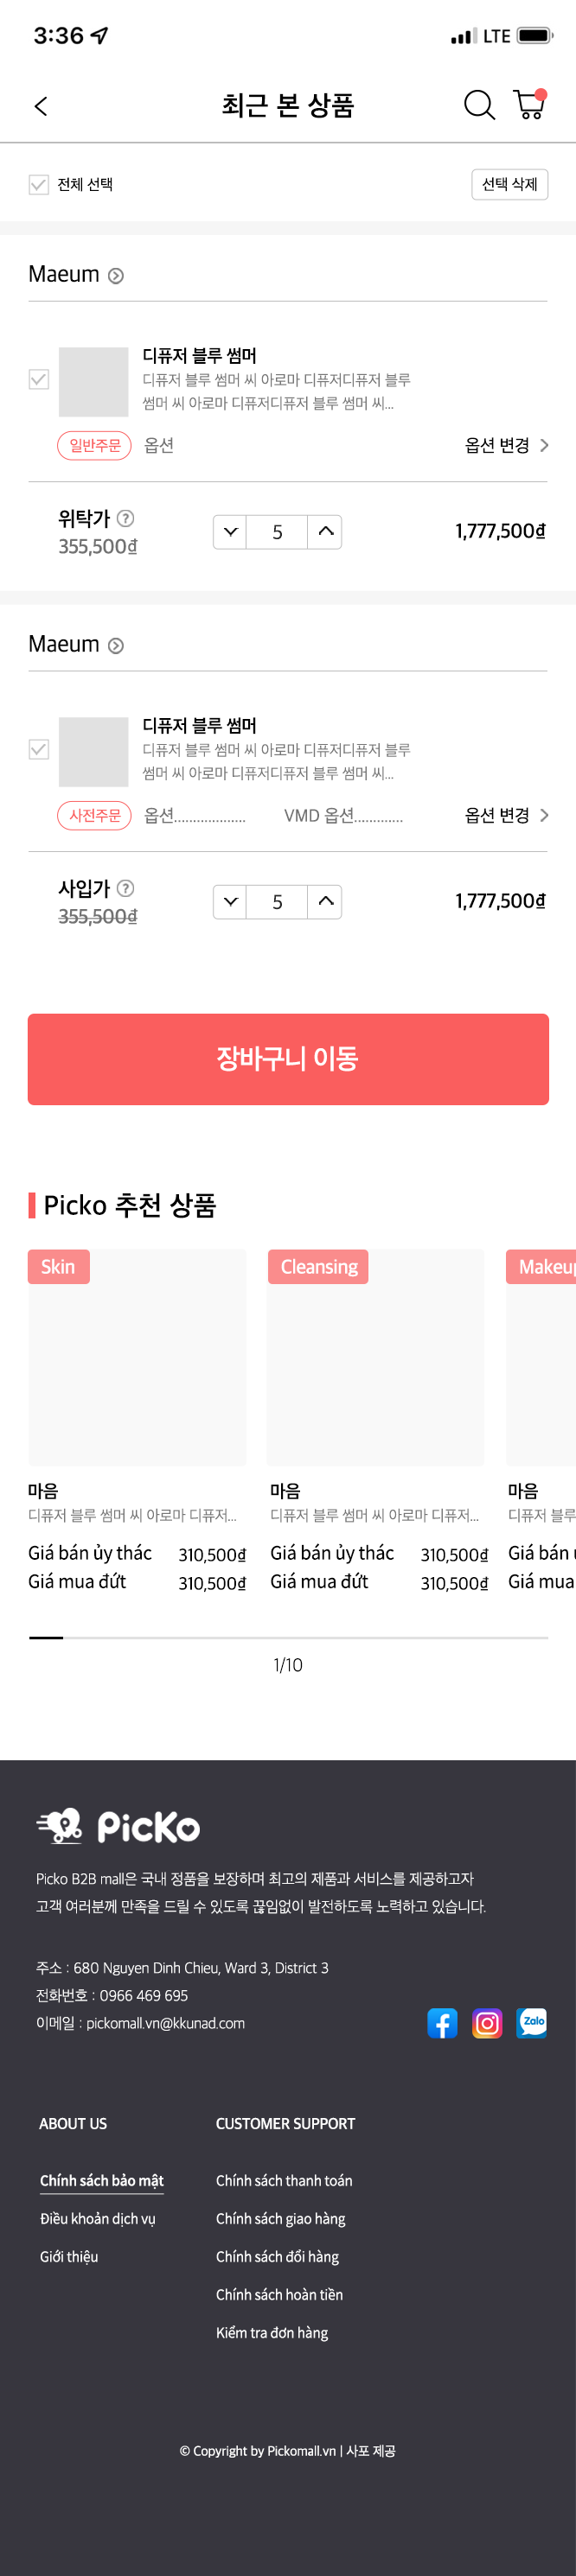 3:36
LTE
최근 본 상품
전체 선택
선택 삭제
Maeum
디퓨저 블루 썸머
디퓨저 블루 썸머 씨 아로마 디퓨저디퓨저 블루
썸머 씨 아로마 디퓨저디퓨저 블루 썸머 씨...
일반주문 옵션 옵션 변경
위탁가 ?
355,500₫
5
1,777,500₫
Maeum
디퓨저 블루 썸머
디퓨저 블루 썸머 씨 아로마 디퓨저디퓨저 블루
썸머 씨 아로마 디퓨저디퓨저 블루 썸머 씨...
사전주문 옵션................... VMD 옵션............. 옵션 변경
사입가 ?
355,500₫
5
1,777,500₫
장바구니 이동
Picko 추천 상품
Skin
Cleansing
Makeup
마음
디퓨저 블루 썸머 씨 아로마 디퓨저...
Giá bán ủy thác 310,500₫
Giá mua đứt 310,500₫
마음
디퓨저 블루 썸머 씨 아로마 디퓨저...
Giá bán ủy thác 310,500₫
Giá mua đứt 310,500₫
마음
디퓨저 블루
Giá bán
Giá mua
1/10
PicKo
Picko B2B mall은 국내 정품을 보장하며 최고의 제품과 서비스를 제공하고자
고객 여러분께 만족을 드릴 수 있도록 끊임없이 발전하도록 노력하고 있습니다.
주소 : 680 Nguyen Dinh Chieu, Ward 3, District 3
전화번호 : 0966 469 695
이메일 : pickomall.vn@kkunad.com
Zalo
ABOUT US
Chính sách bảo mật
Điều khoản dịch vụ
Giới thiệu
CUSTOMER SUPPORT
Chính sách thanh toán
Chính sách giao hàng
Chính sách đổi hàng
Chính sách hoàn tiền
Kiểm tra đơn hàng
© Copyright by Pickomall.vn | 사포 제공